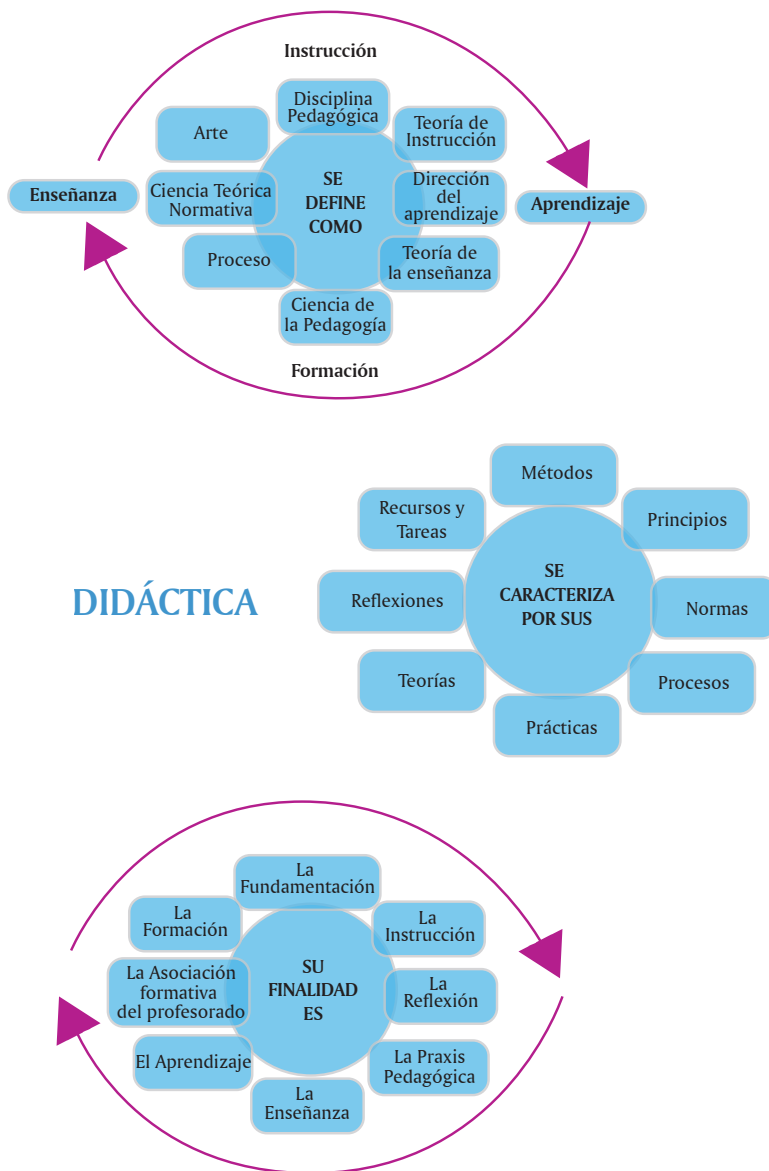 Instrucción
Disciplina
Pedagógica
Arte
Teoría de
Instrucción
SE
DEFINE
COMO
Enseñanza
Ciencia Teórica
Normativa
Dirección
del
aprendizaje
Aprendizaje
Proceso
Teoría de
la enseñanza
Ciencia de
la Pedagogía
Formación
Métodos
Recursos y
Tareas
Principios
DIDÁCTICA
Reflexiones
SE
CARACTERIZA
POR SUS
Normas
Teorías
Procesos
Prácticas
La
Fundamentación
La
Formación
La
Instrucción
La Asociación
formativa
del profesorado
SU
FINALIDAD
ES
La
Reflexión
El Aprendizaje
La Praxis
Pedagógica
La
Enseñanza